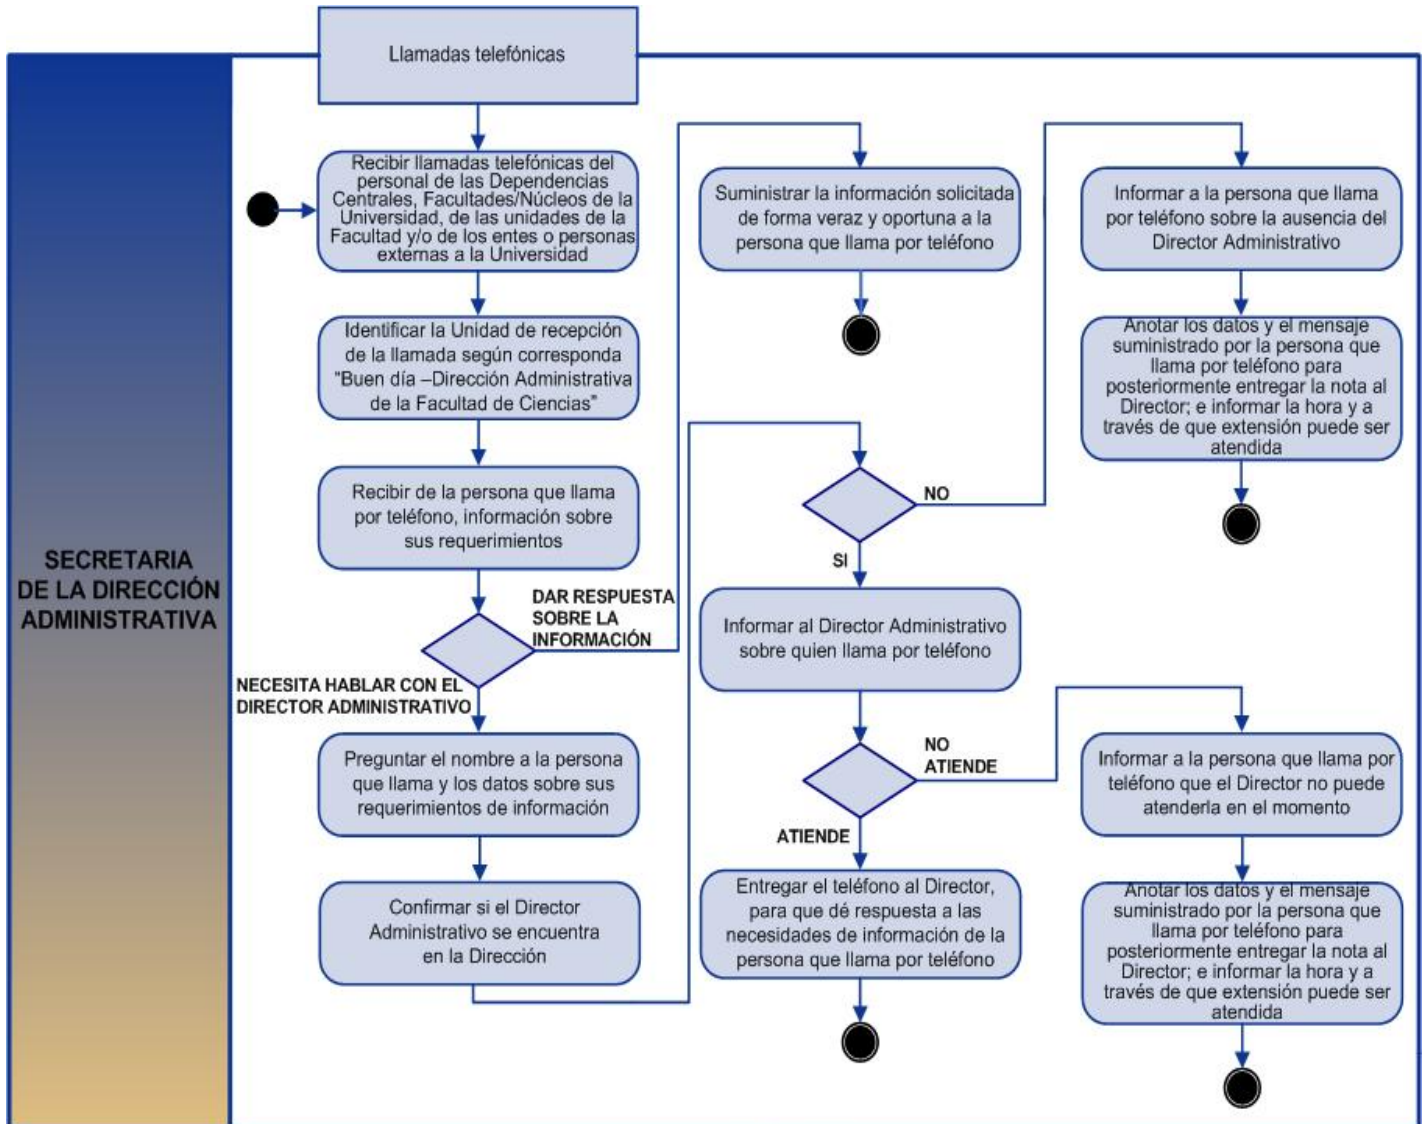 Llamadas telefónicas
Recibir llamadas telefónicas del
personal de las Dependencias
Centrales, Facultades/Núcleos de la
Universidad, de las unidades de la
Facultad y/o de los entes o personas
externas a la Universidad
Identificar la Unidad de recepción
de la llamada según corresponda
"Buen día –Dirección Administrativa
de la Facultad de Ciencias"
Recibir de la persona que llama
por teléfono, información sobre
sus requerimientos
SECRETARIA
DE LA DIRECCIÓN
ADMINISTRATIVA
DAR RESPUESTA
SOBRE LA
INFORMACIÓN
NECESITA HABLAR CON EL
DIRECTOR ADMINISTRATIVO
Preguntar el nombre a la persona
que llama y los datos sobre sus
requerimientos de información
Confirmar si el Director
Administrativo se encuentra
en la Dirección
Suministrar la información solicitada
de forma veraz y oportuna a la
persona que llama por teléfono
NO
SI
Informar a la persona que llama
por teléfono sobre la ausencia del
Director Administrativo
Anotar los datos y el mensaje
suministrado por la persona que
llama por teléfono para
posteriormente entregar la nota al
Director; e informar la hora y a
través de que extensión puede ser
atendida
Informar al Director Administrativo
sobre quien llama por teléfono
NO
ATIENDE
ATIENDE
Entregar el teléfono al Director,
para que dé respuesta a las
necesidades de información de la
persona que llama por teléfono
Informar a la persona que llama por
teléfono que el Director no puede
atenderla en el momento
Anotar los datos y el mensaje
suministrado por la persona que
llama por teléfono para
posteriormente entregar la nota al
Director; e informar la hora y a
través de que extensión puede ser
atendida